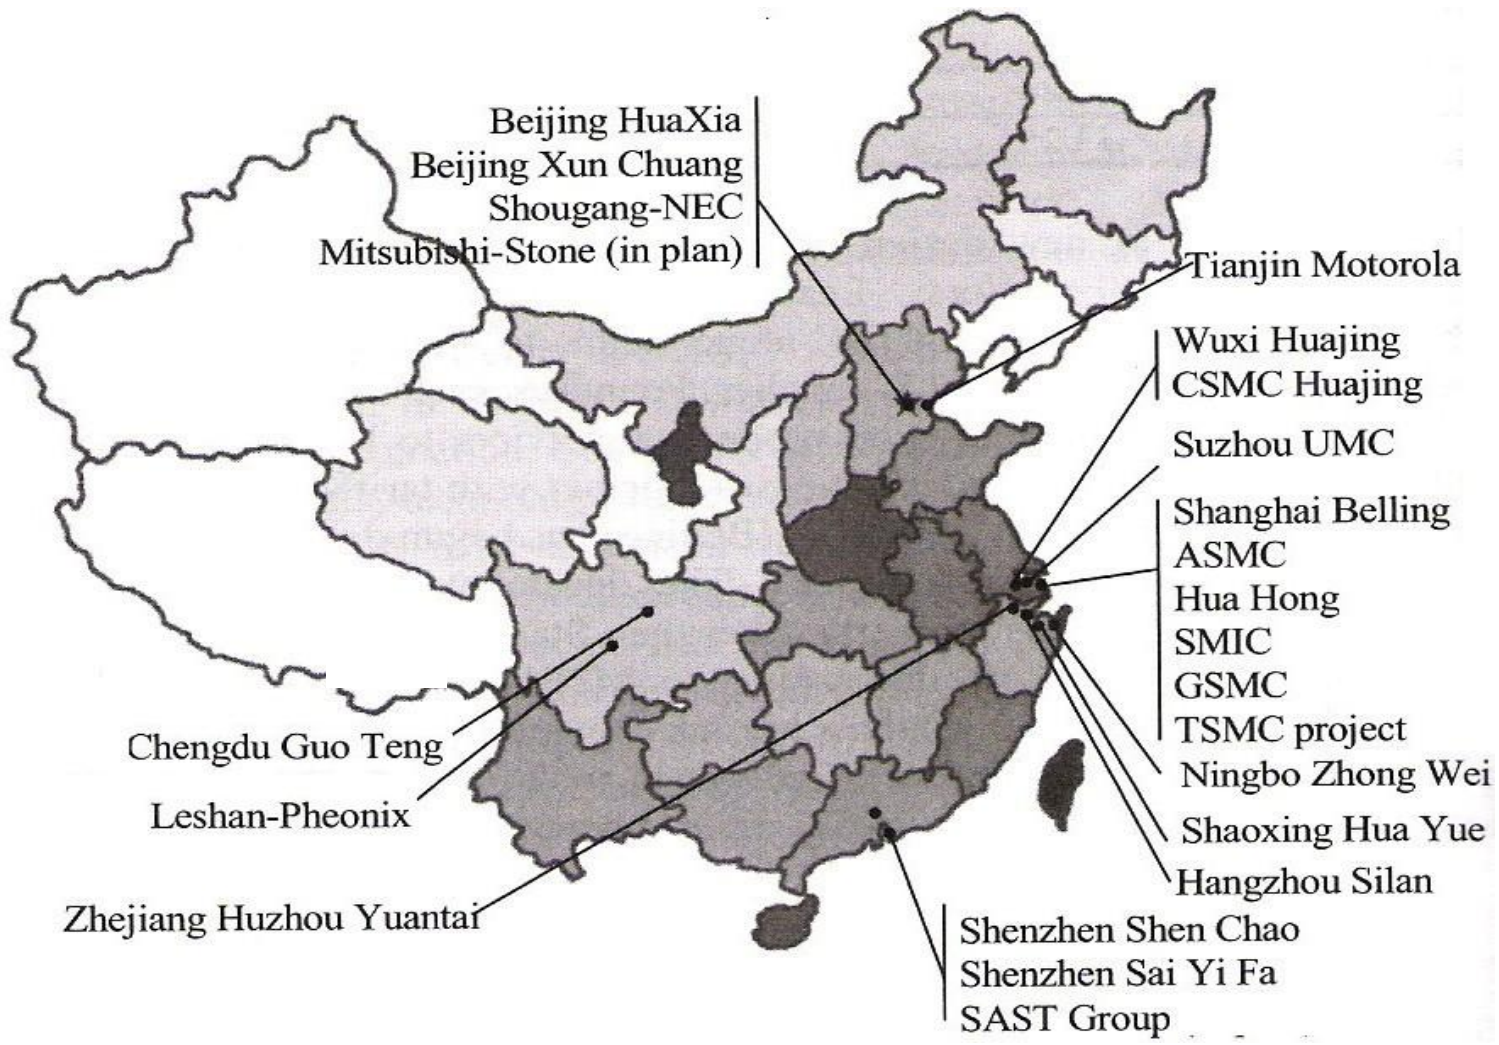 Beijing HuaXia
Beijing Xun Chuang
Shougang-NEC
Mitsubishi-Stone (in plan)
Tianjin Motorola
Wuxi Huajing
CSMC Huajing
Suzhou UMC
Shanghai Belling
ASMC
Hua Hong
SMIC
GSMC
TSMC project
Ningbo Zhong Wei
Shaoxing Hua Yue
Hangzhou Silan
Chengdu Guo Teng
Leshan-Pheonix
Zhejiang Huzhou Yuantai
Shenzhen Shen Chao
Shenzhen Sai Yi Fa
SAST Group